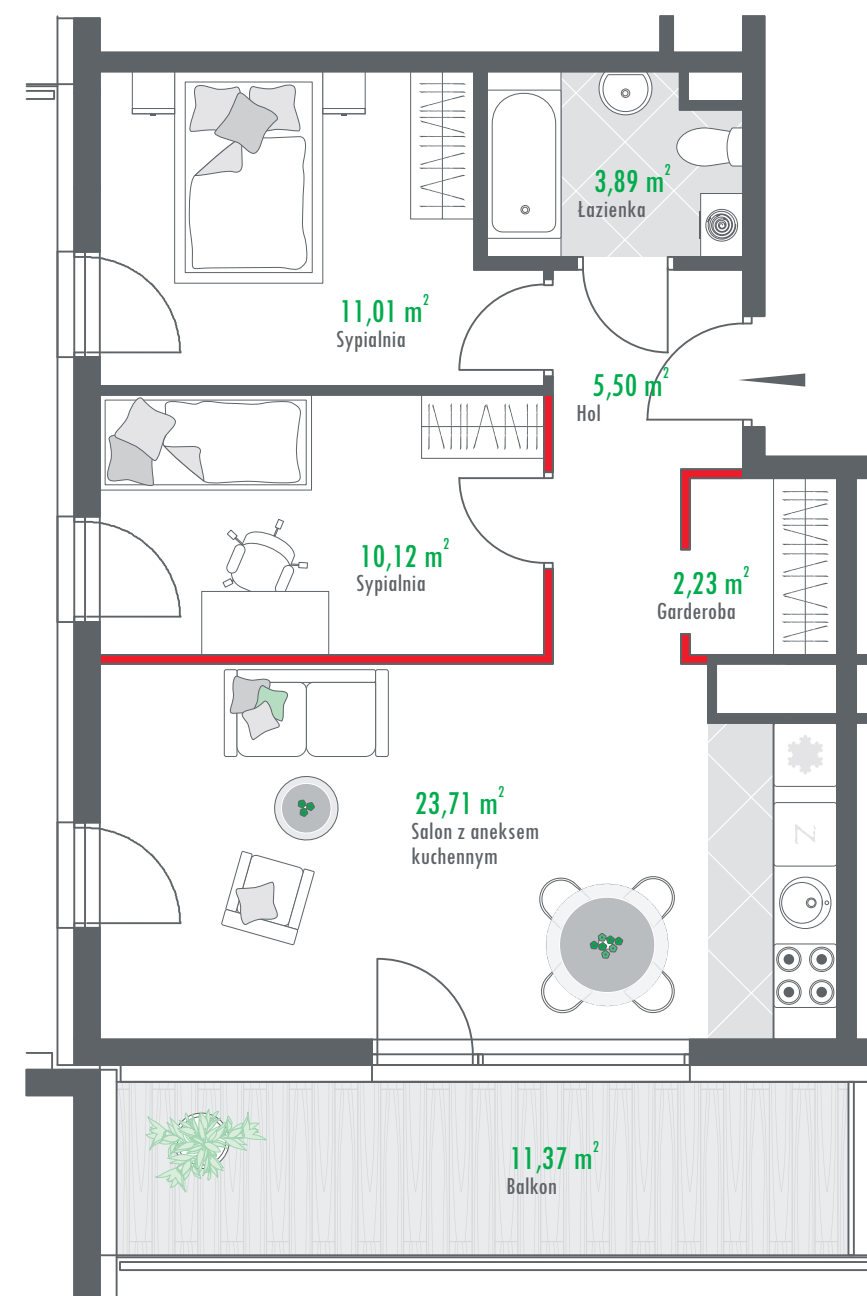 3,89 m²
Łazienka
11,01 m²
Sypialnia
5,50 m²
Hol
10,12 m²
Sypialnia
2,23 m²
Garderoba
23,71 m²
Salon z aneksem
kuchennym
Z
11,37 m²
Balkon